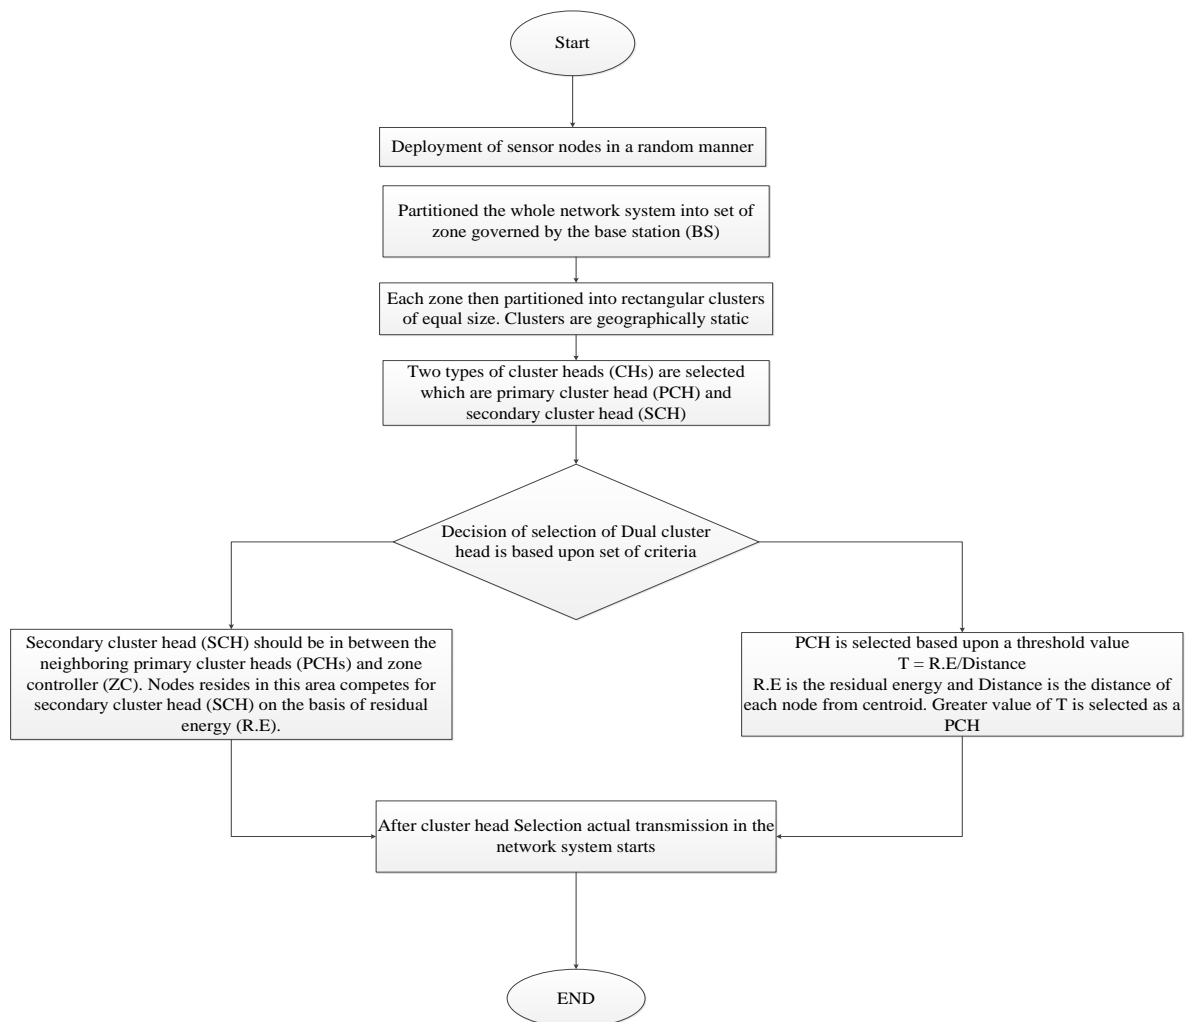 Start
Deployment of sensor nodes in a random manner
Partitioned the whole network system into set of
zone governed by the base station (BS)
Each zone then partitioned into rectangular clusters
of equal size. Clusters are geographically static
Two types of cluster heads (CHs) are selected
which are primary cluster head (PCH) and
secondary cluster head (SCH)
Decision of selection of Dual cluster
head is based upon set of criteria
Secondary cluster head (SCH) should be in between the
neighboring primary cluster heads (PCHs) and zone
controller (ZC). Nodes resides in this area competes for
secondary cluster head (SCH) on the basis of residual
energy (R.E).
PCH is selected based upon a threshold value
T = R.E/Distance
R.E is the residual energy and Distance is the distance of
each node from centroid. Greater value of T is selected as a
PCH
After cluster head Selection actual transmission in the
network system starts
END